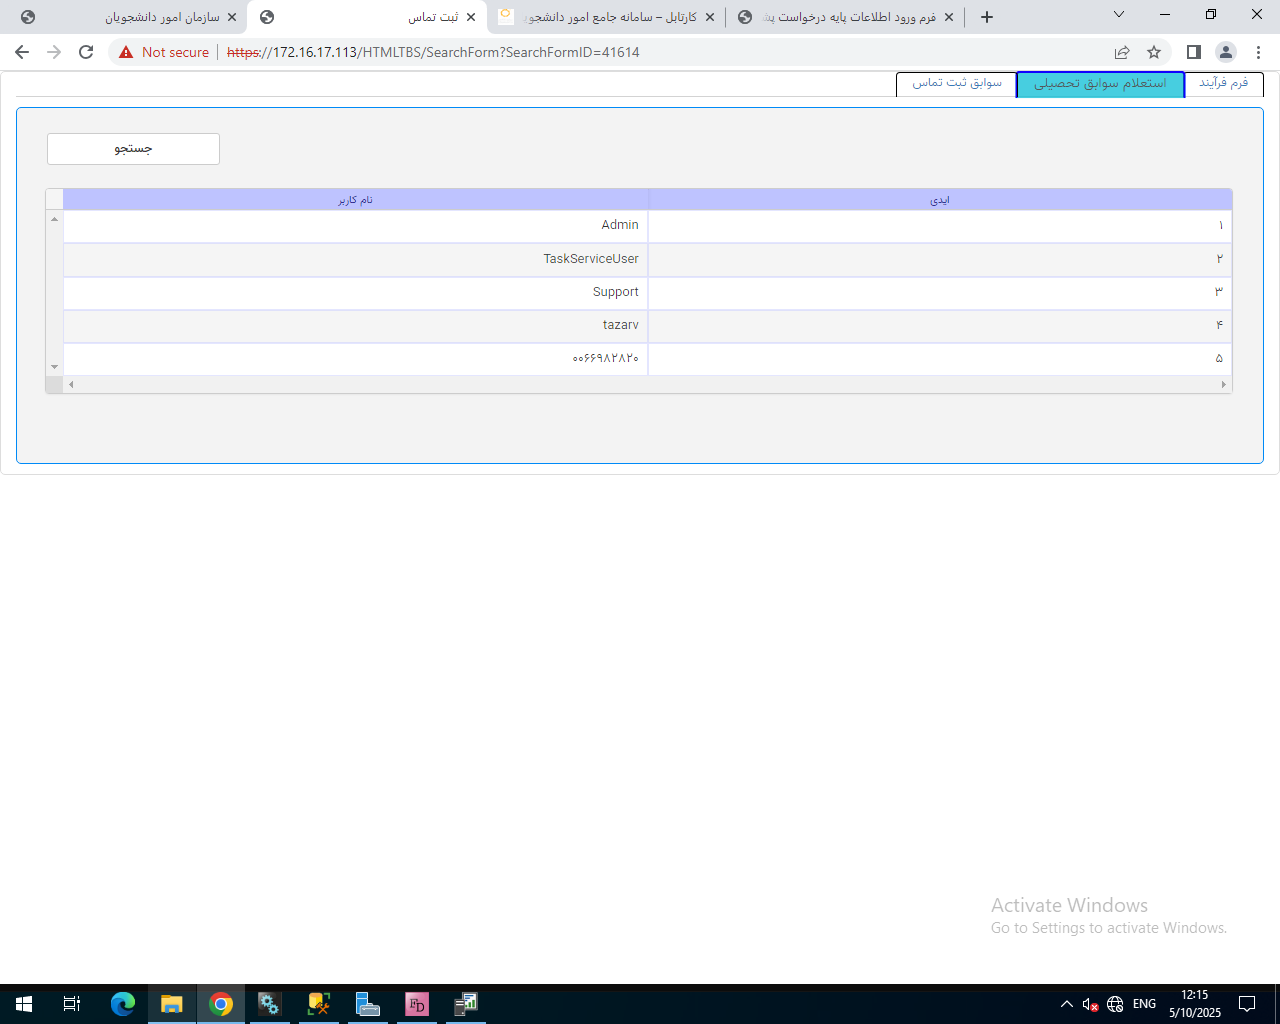 سازمان امور دانشجویان
ثبت تماس
کارتابل – سامانه جامع امور دانشجو
فرم ورود اطلاعات پایه درخواست پش
Not secure
https://172.16.17.113/HTMLTBS/SearchForm?SearchFormID=41614
فرم فرآیند
استعلام سوابق تحصیلی
سوابق ثبت تماس
جستجو
ایدی نام کاربر
۱ Admin
۲ TaskServiceUser
۳ Support
۴ tazarv
۵ ۰۰۶۶۹۸۲۸۲۰
Activate Windows
Go to Settings to activate Windows.
FD
ENG
12:15
5/10/2025